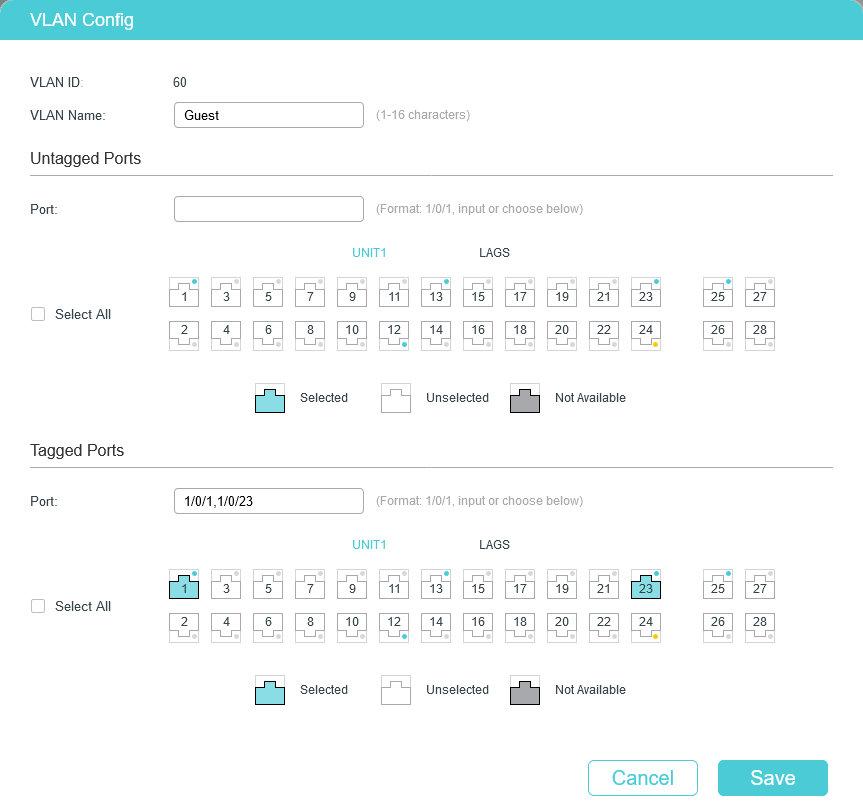 VLAN Config
VLAN ID: 60
VLAN Name: Guest (1-16 characters)
Untagged Ports
Port: (Format: 1/0/1, input or choose below)
UNIT1 LAGS
1 3 5 7 9 11 13 15 17 19 21 23 25 27
Select All
2 4 6 8 10 12 14 16 18 20 22 24 26 28
Selected Unselected Not Available
Tagged Ports
Port: 1/0/1,1/0/23 (Format: 1/0/1, input or choose below)
UNIT1 LAGS
1 3 5 7 9 11 13 15 17 19 21 23 25 27
Select All
2 4 6 8 10 12 14 16 18 20 22 24 26 28
Selected Unselected Not Available
Cancel Save